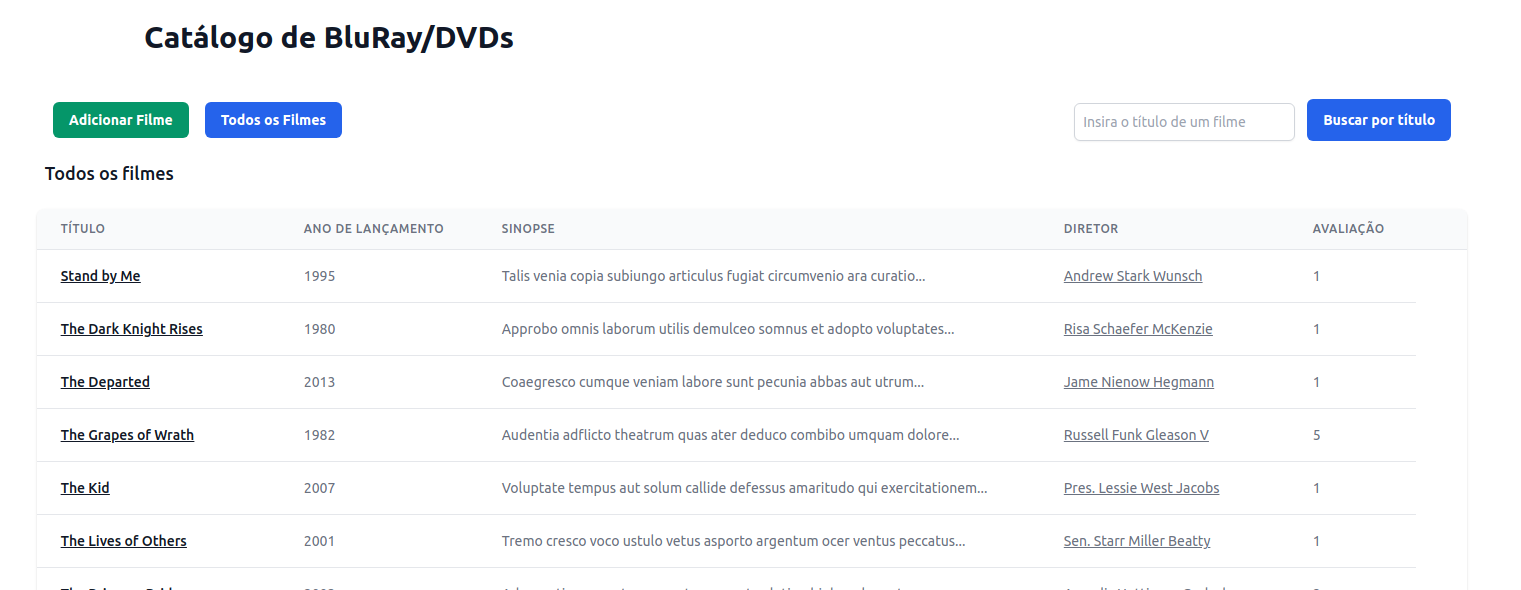 Catálogo de BluRay/DVDs
Adicionar Filme Todos os Filmes Insira o título de um filme Buscar por título
Todos os filmes
TÍTULO ANO DE LANÇAMENTO SINOPSE DIRETOR AVALIAÇÃO
Stand by Me 1995 Talis venia copia subiungo articulus fugiat circumvenio ara curatio... Andrew Stark Wunsch 1
The Dark Knight Rises 1980 Approbo omnis laborum utilis demulceo somnus et adopto voluptates... Risa Schaefer McKenzie 1
The Departed 2013 Coaegresco cumque veniam labore sunt pecunia abbas aut utrum... Jame Nienow Hegmann 1
The Grapes of Wrath 1982 Audentia adflicto theatrum quas ater deduco combibo umquam dolore... Russell Funk Gleason V 5
The Kid 2007 Voluptate tempus aut solum callide defessus amaritudo qui exercitationem... Pres. Lessie West Jacobs 1
The Lives of Others 2001 Tremo cresco voco ustulo vetus asporto argentum ocer ventus peccatus... Sen. Starr Miller Beatty 1